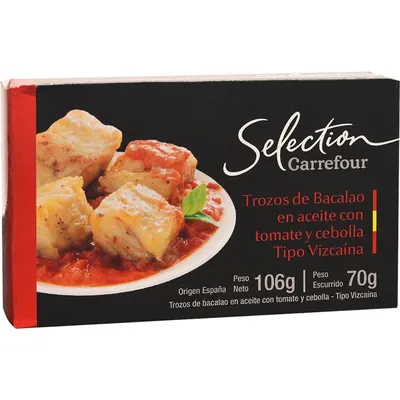 Selection
Carrefour
Trozos de Bacalao
en aceite con
tomate y cebolla
Tipo Vizcaína
Origen España
Peso Neto 106g
Peso Escurrido 70g
Trozos de bacalao en aceite con tomate y cebolla - Tipo Vizcaína